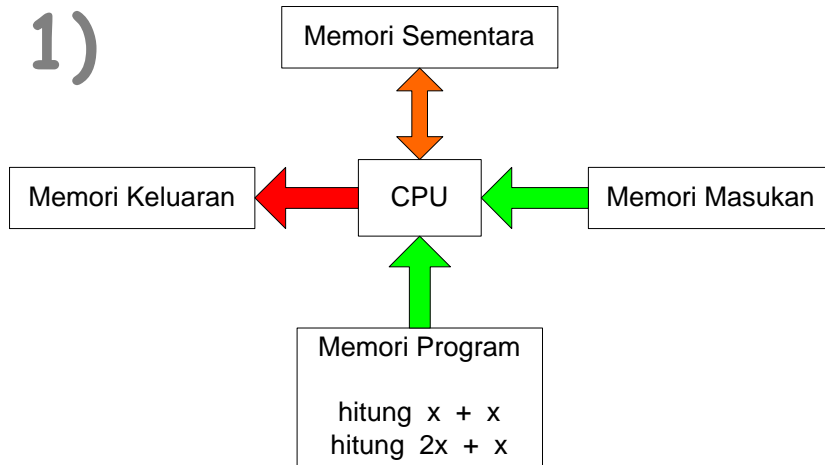 1)
Memori Sementara
Memori Keluaran
CPU
Memori Masukan
Memori Program
hitung x + x
hitung 2x + x